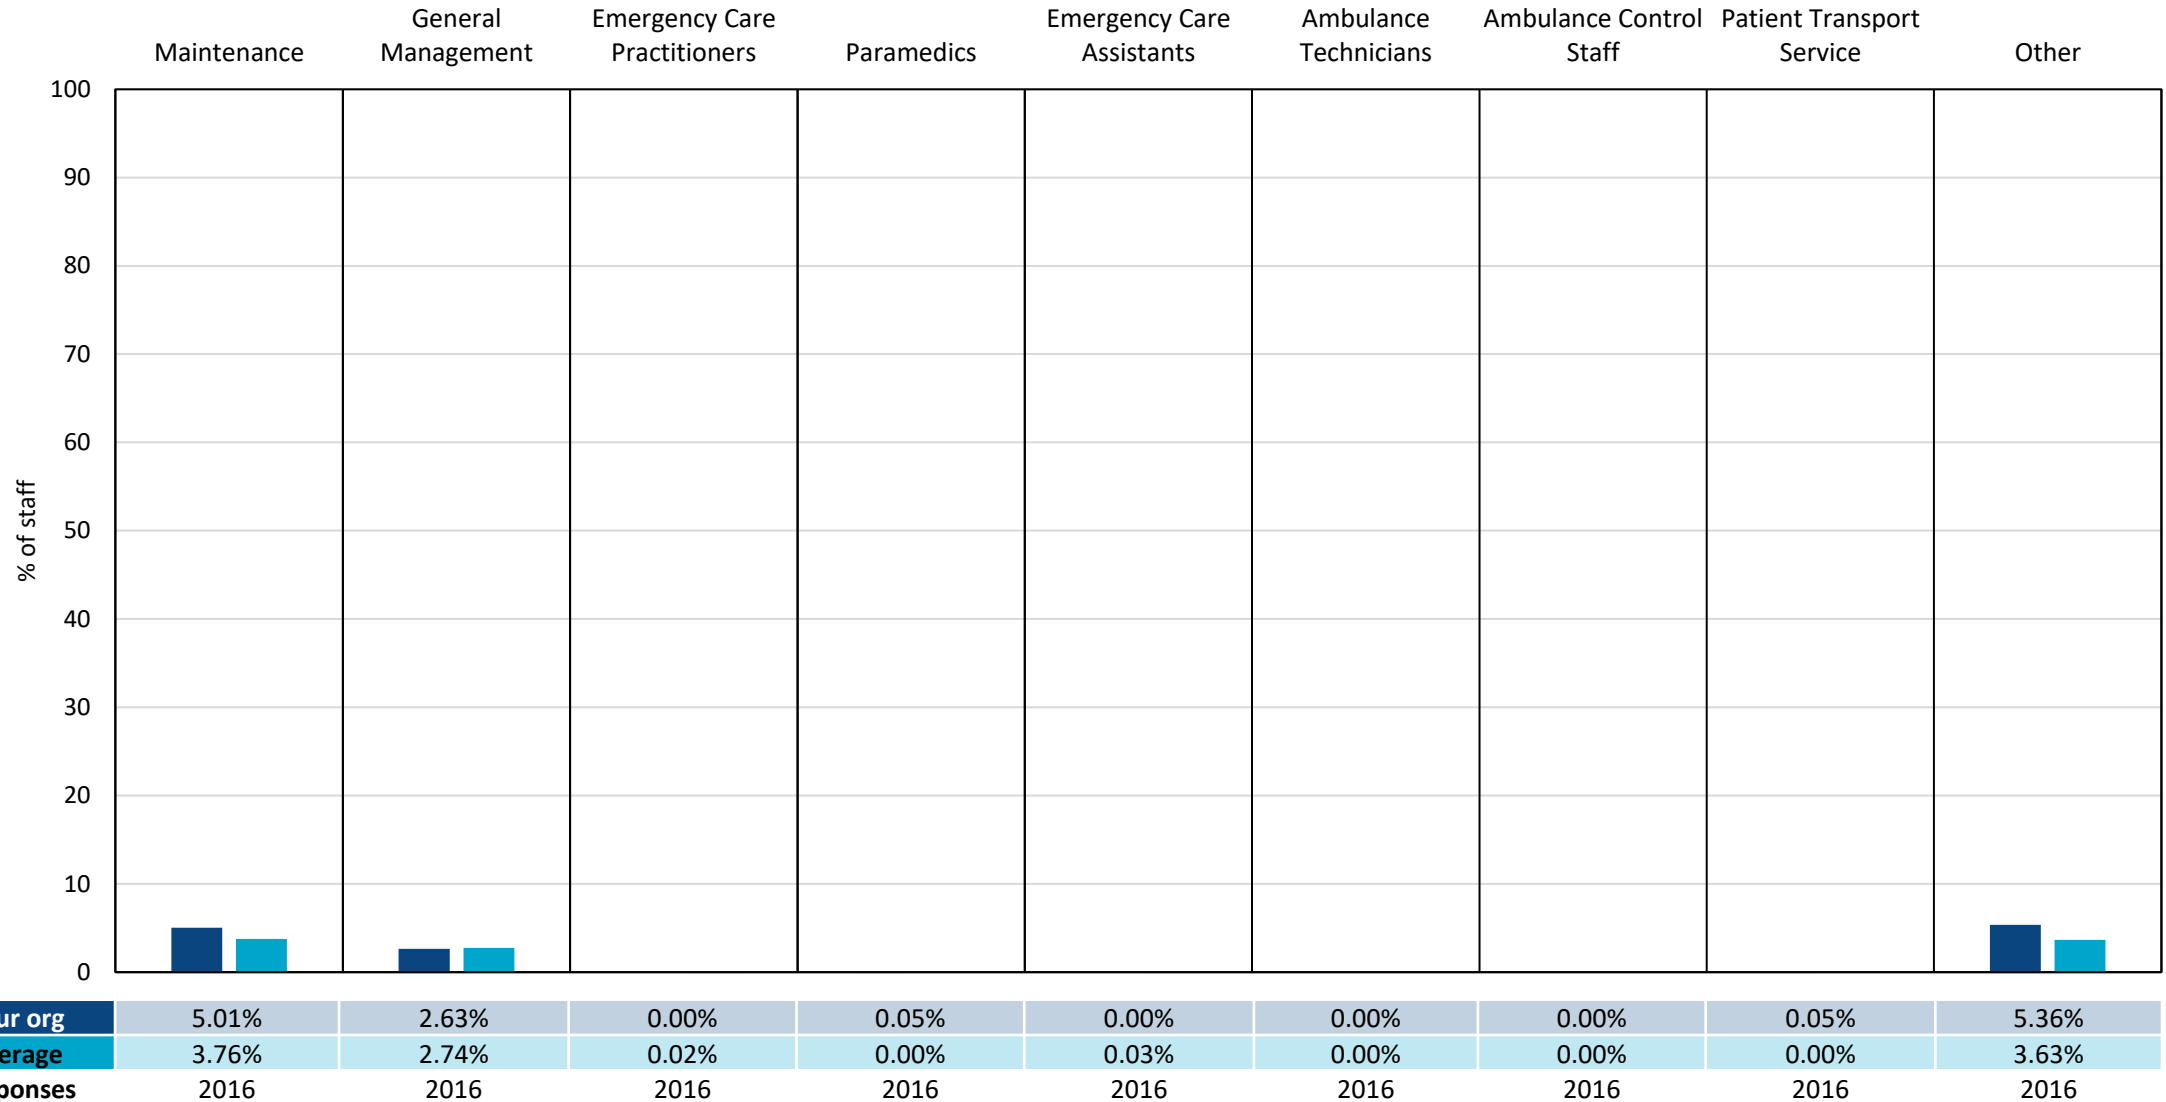 Maintenance
General Management
Emergency Care Practitioners
Paramedics
Emergency Care Assistants
Ambulance Technicians
Ambulance Control Staff
Patient Transport Service
Other
% of staff
100
90
80
70
60
50
40
30
20
10
0
ur org 5.01% 2.63% 0.00% 0.05% 0.00% 0.00% 0.00% 0.05% 5.36%
erage 3.76% 2.74% 0.02% 0.00% 0.03% 0.00% 0.00% 0.00% 3.63%
ponses 2016 2016 2016 2016 2016 2016 2016 2016 2016